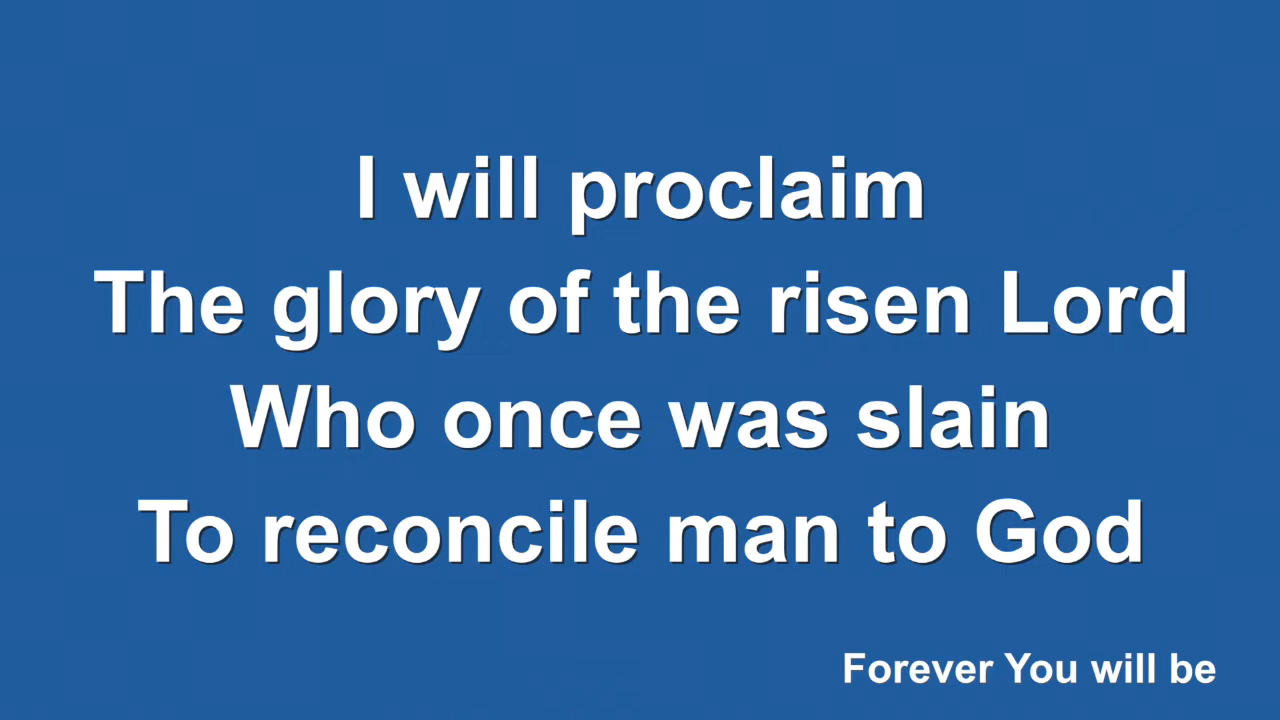 I will proclaim
The glory of the risen Lord
Who once was slain
To reconcile man to God
Forever You will be